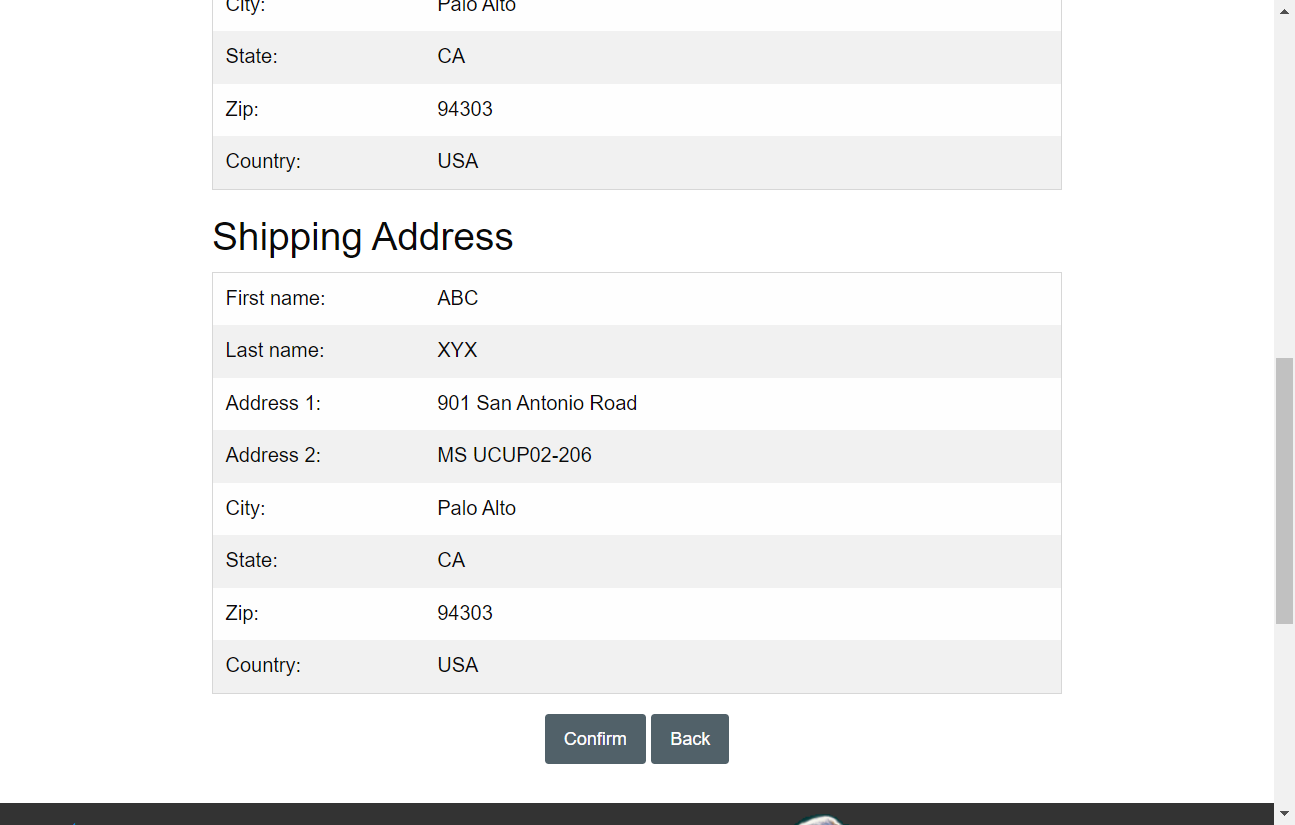 City: Palo Alto
State: CA
Zip: 94303
Country: USA
Shipping Address
First name: ABC
Last name: XYX
Address 1: 901 San Antonio Road
Address 2: MS UCUP02-206
City: Palo Alto
State: CA
Zip: 94303
Country: USA
Confirm Back